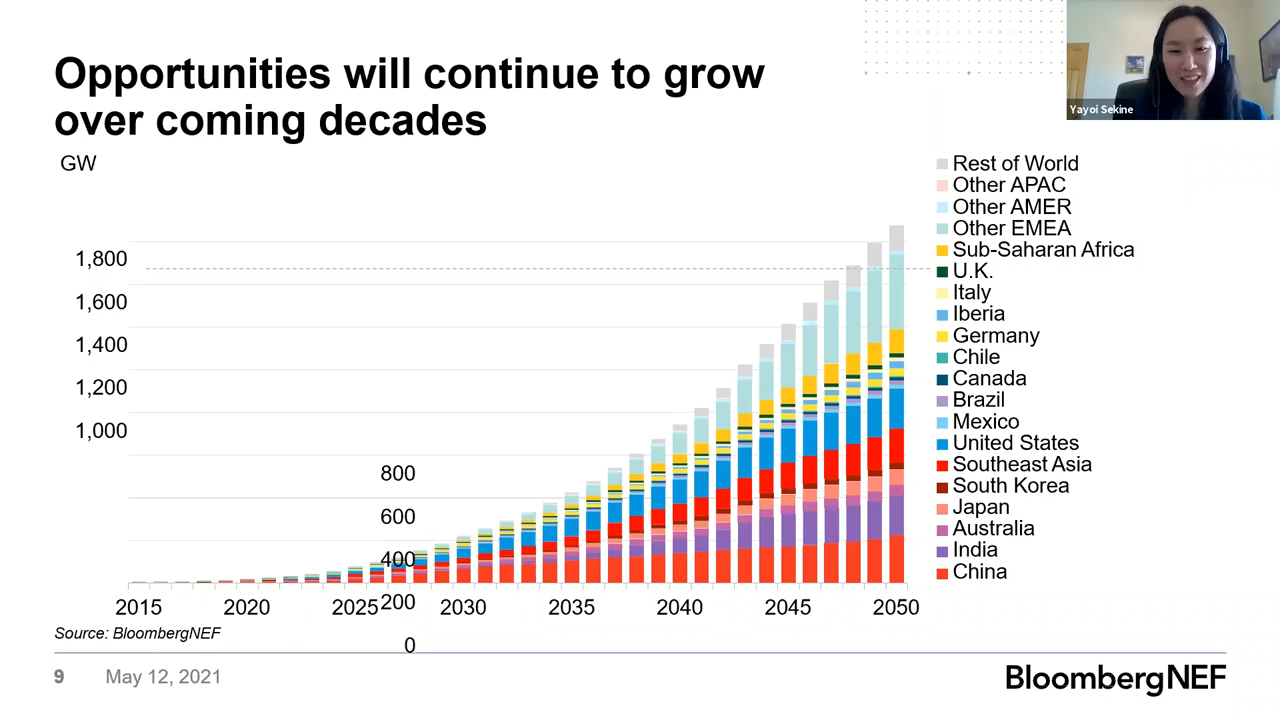 Opportunities will continue to grow
over coming decades
Yayoi Sekine
GW
1,800
1,600
1,400
1,200
1,000
800
600
400
200
0
2015
2020
2025
2030
2035
2040
2045
2050
Rest of World
Other APAC
Other AMER
Other EMEA
Sub-Saharan Africa
U.K.
Italy
Iberia
Germany
Chile
Canada
Brazil
Mexico
United States
Southeast Asia
South Korea
Japan
Australia
India
China
Source: BloombergNEF
9
May 12, 2021
BloombergNEF